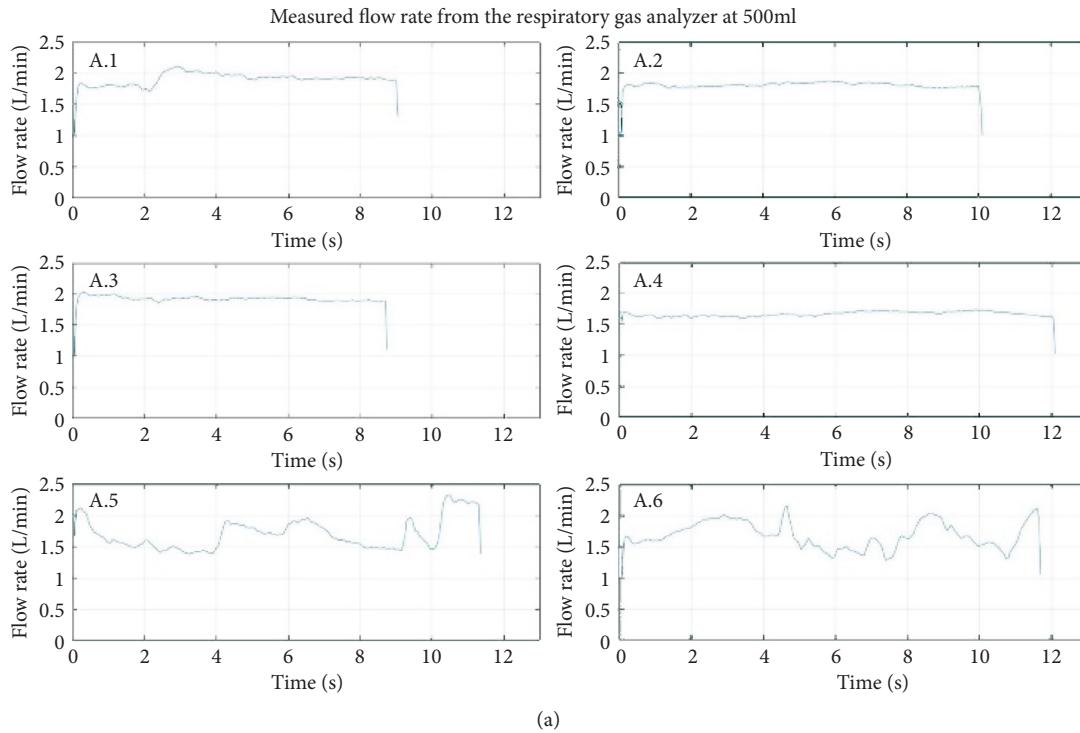 Measured flow rate from the respiratory gas analyzer at 500ml
A.1
Flow rate (L/min)
2.5
2
1.5
1
0.5
0
0 2 4 6 8 10 12
Time (s)
A.2
Flow rate (L/min)
2.5
2
1.5
1
0.5
0
0 2 4 6 8 10 12
Time (s)
A.3
Flow rate (L/min)
2.5
2
1.5
1
0.5
0
0 2 4 6 8 10 12
Time (s)
A.4
Flow rate (L/min)
2.5
2
1.5
1
0.5
0
0 2 4 6 8 10 12
Time (s)
A.5
Flow rate (L/min)
2.5
2
1.5
1
0.5
0
0 2 4 6 8 10 12
Time (s)
A.6
Flow rate (L/min)
2.5
2
1.5
1
0.5
0
0 2 4 6 8 10 12
Time (s)
(a)